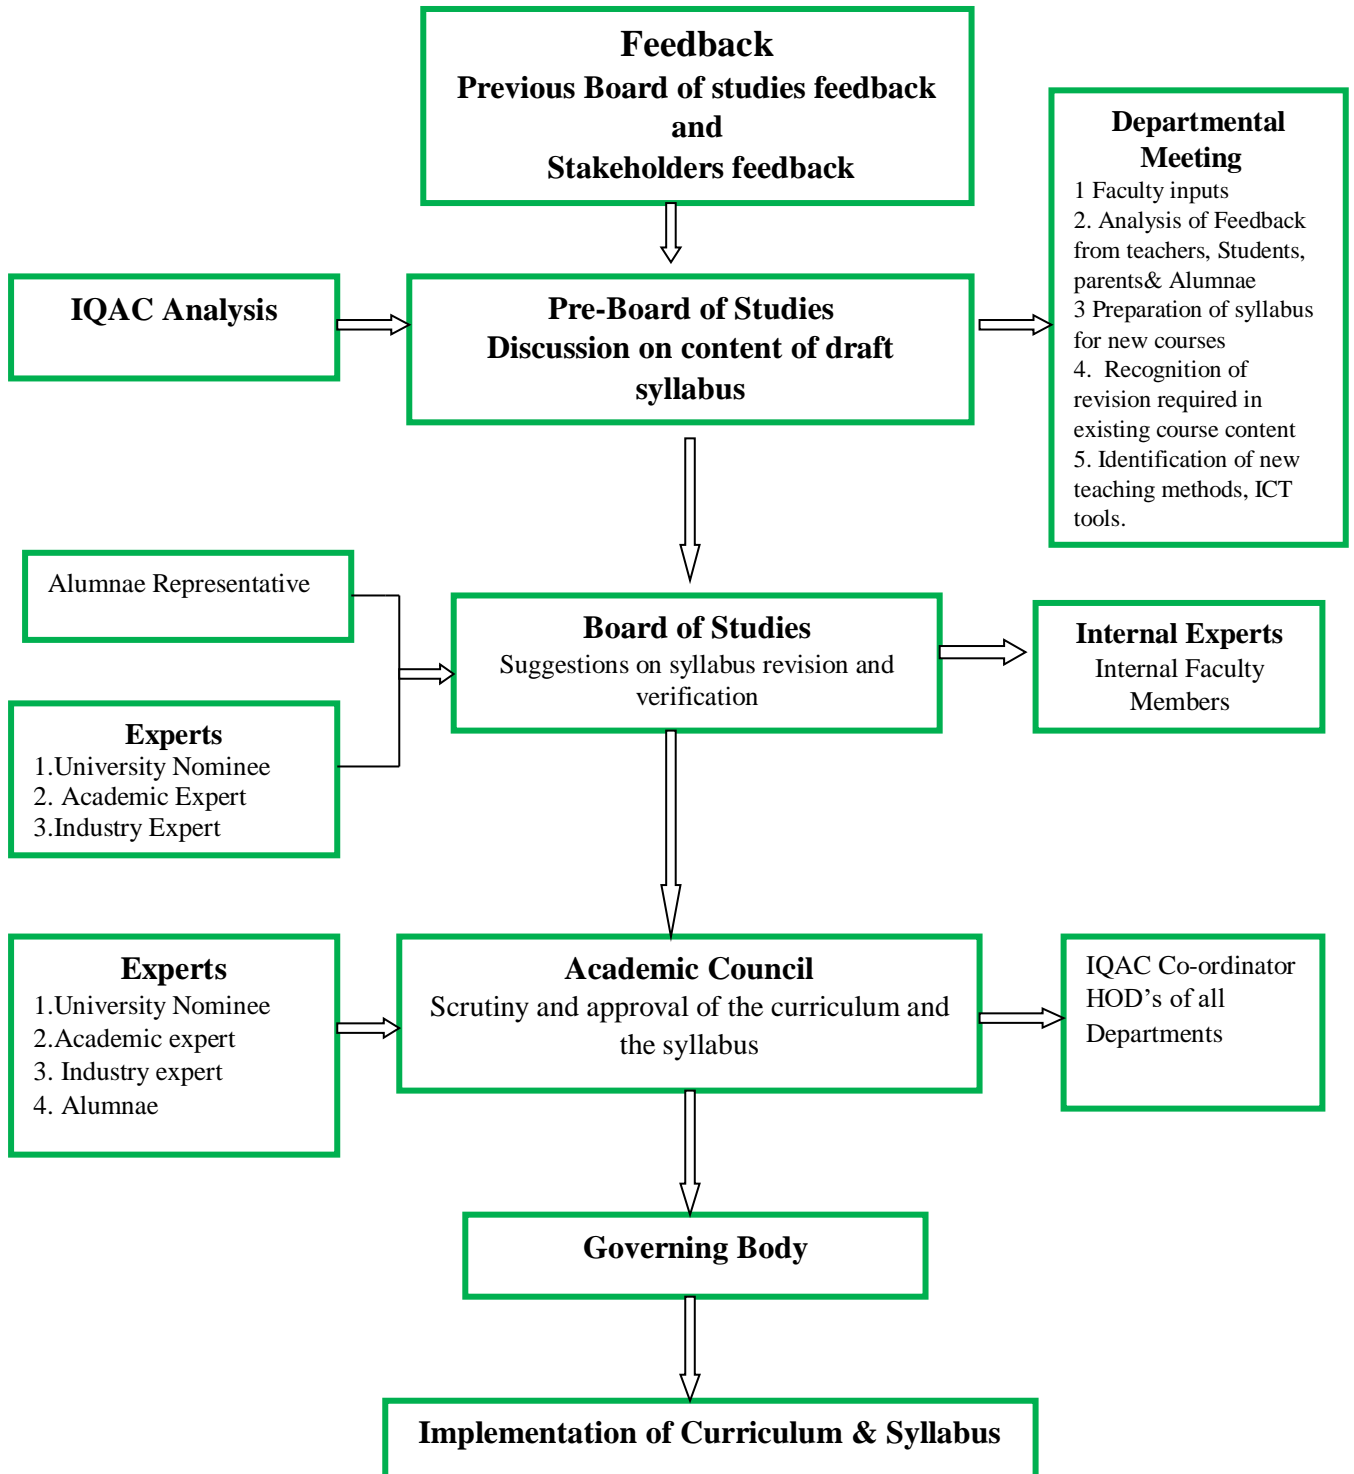 Feedback
Previous Board of studies feedback
and
Stakeholders feedback
Departmental
Meeting
1 Faculty inputs
2. Analysis of Feedback
from teachers, Students,
parents& Alumnae
3 Preparation of syllabus
for new courses
4.  Recognition of
revision required in
existing course content
5. Identification of new
teaching methods, ICT
tools.
IQAC Analysis
Pre-Board of Studies
Discussion on content of draft
syllabus
Alumnae Representative
Board of Studies
Suggestions on syllabus revision and
verification
Internal Experts
Internal Faculty
Members
Experts
1.University Nominee
2. Academic Expert
3.Industry Expert
Experts
1.University Nominee
2.Academic expert
3. Industry expert
4. Alumnae
Academic Council
Scrutiny and approval of the curriculum and
the syllabus
IQAC Co-ordinator
HOD’s of all
Departments
Governing Body
Implementation of Curriculum & Syllabus